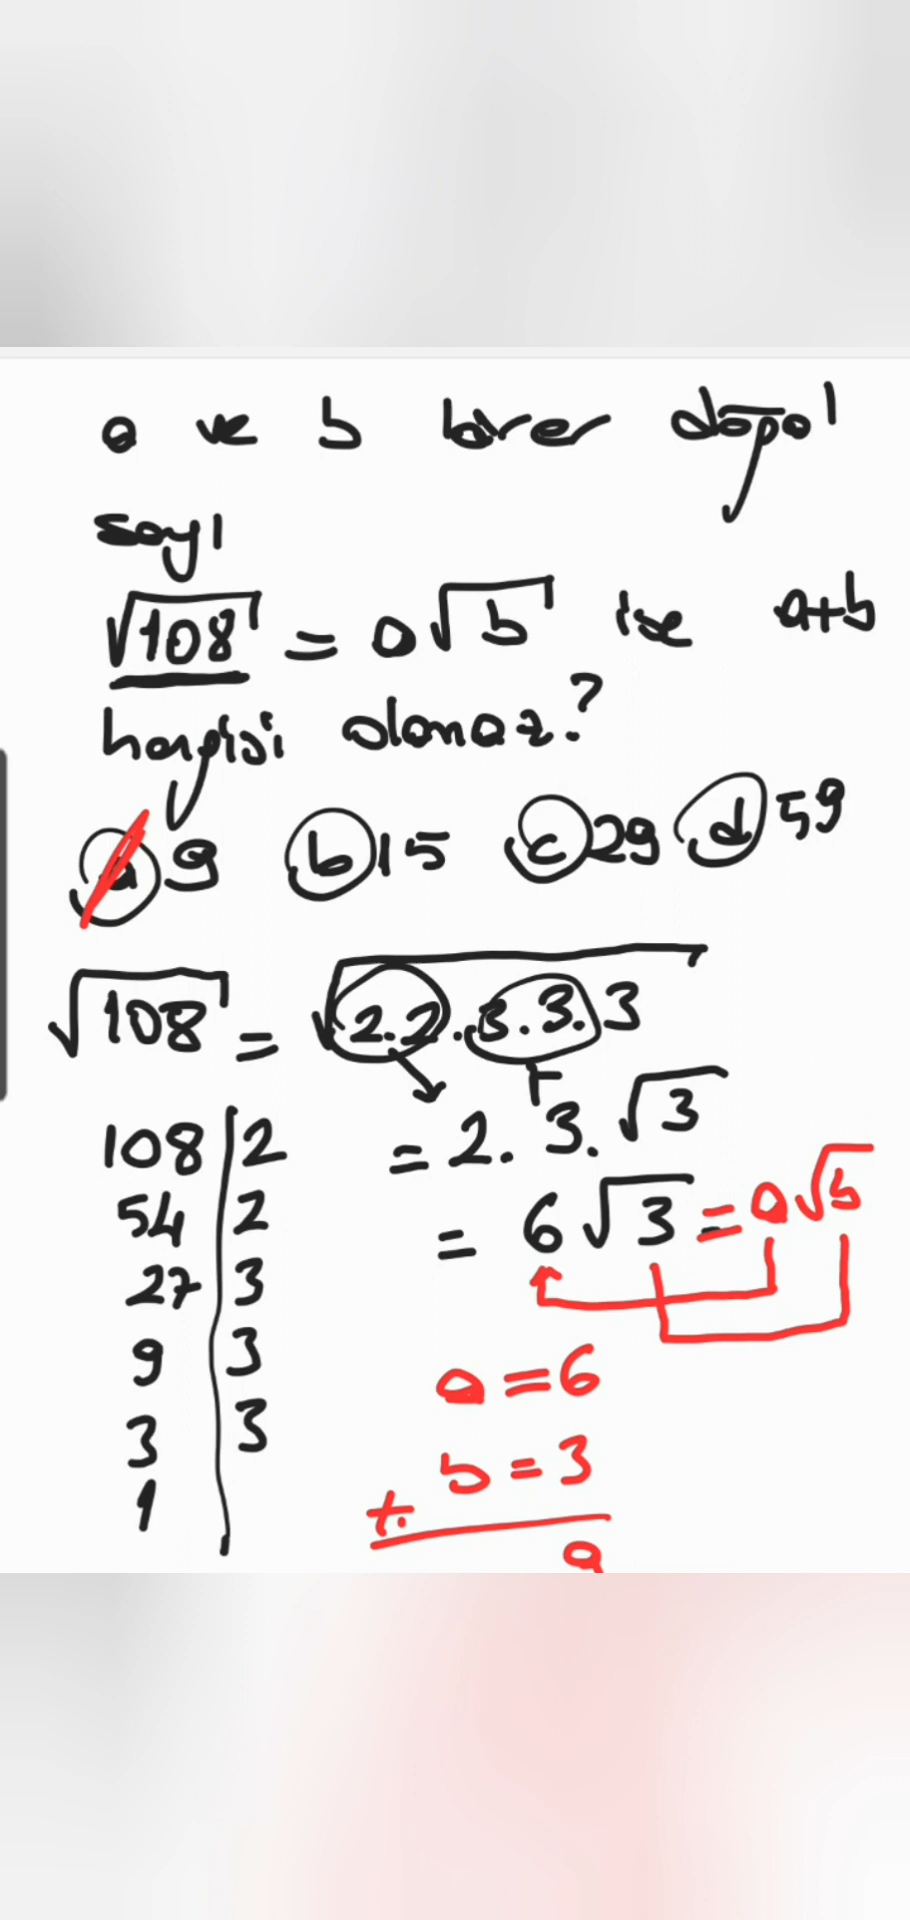 a ve b birer doğal
sayı
√108 = a√b ise a+b
hangisi olamaz?
a 9 b 15 c 29 d 59
√108 = √2.2.3.3.3
108 | 2 = 2.3.√3
54 | 2 = 6√3 = a√b
27 | 3
9 | 3 a = 6
3 | 3 b = 3
1 +
9